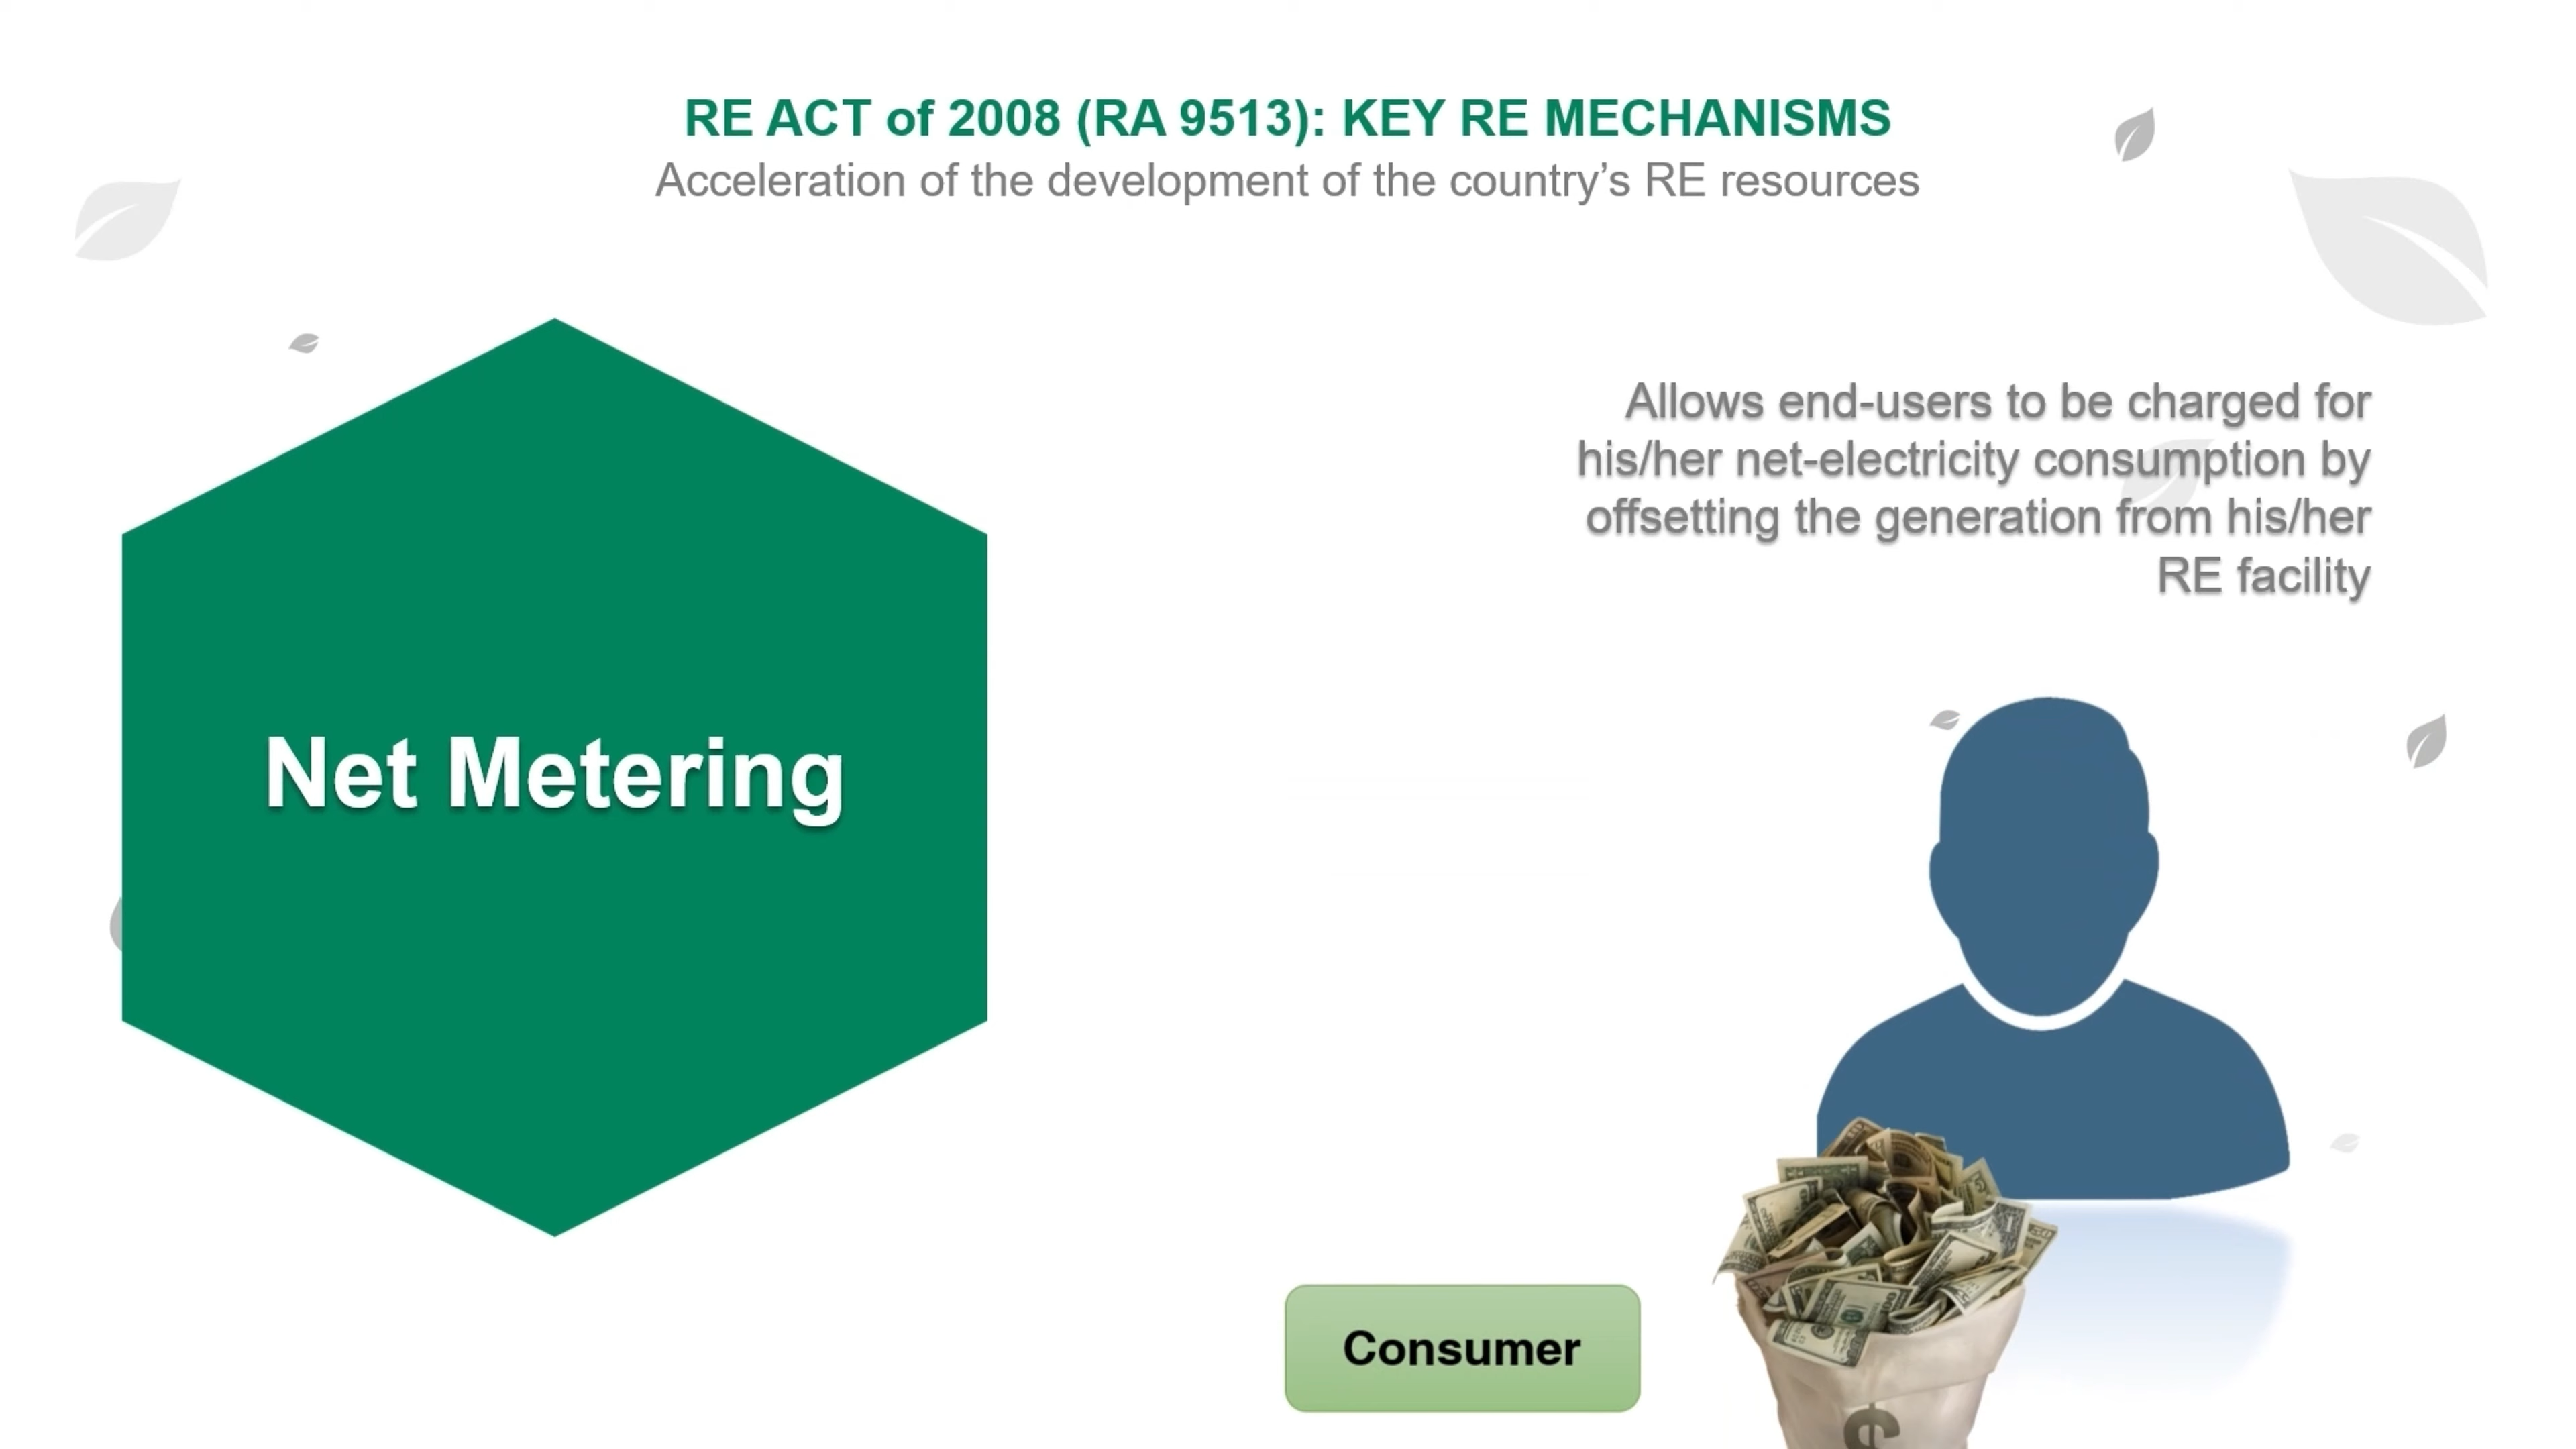 RE ACT of 2008 (RA 9513): KEY RE MECHANISMS
Acceleration of the development of the country’s RE resources
Allows end-users to be charged for
his/her net-electricity consumption by
offsetting the generation from his/her
RE facility
Net Metering
Consumer
$